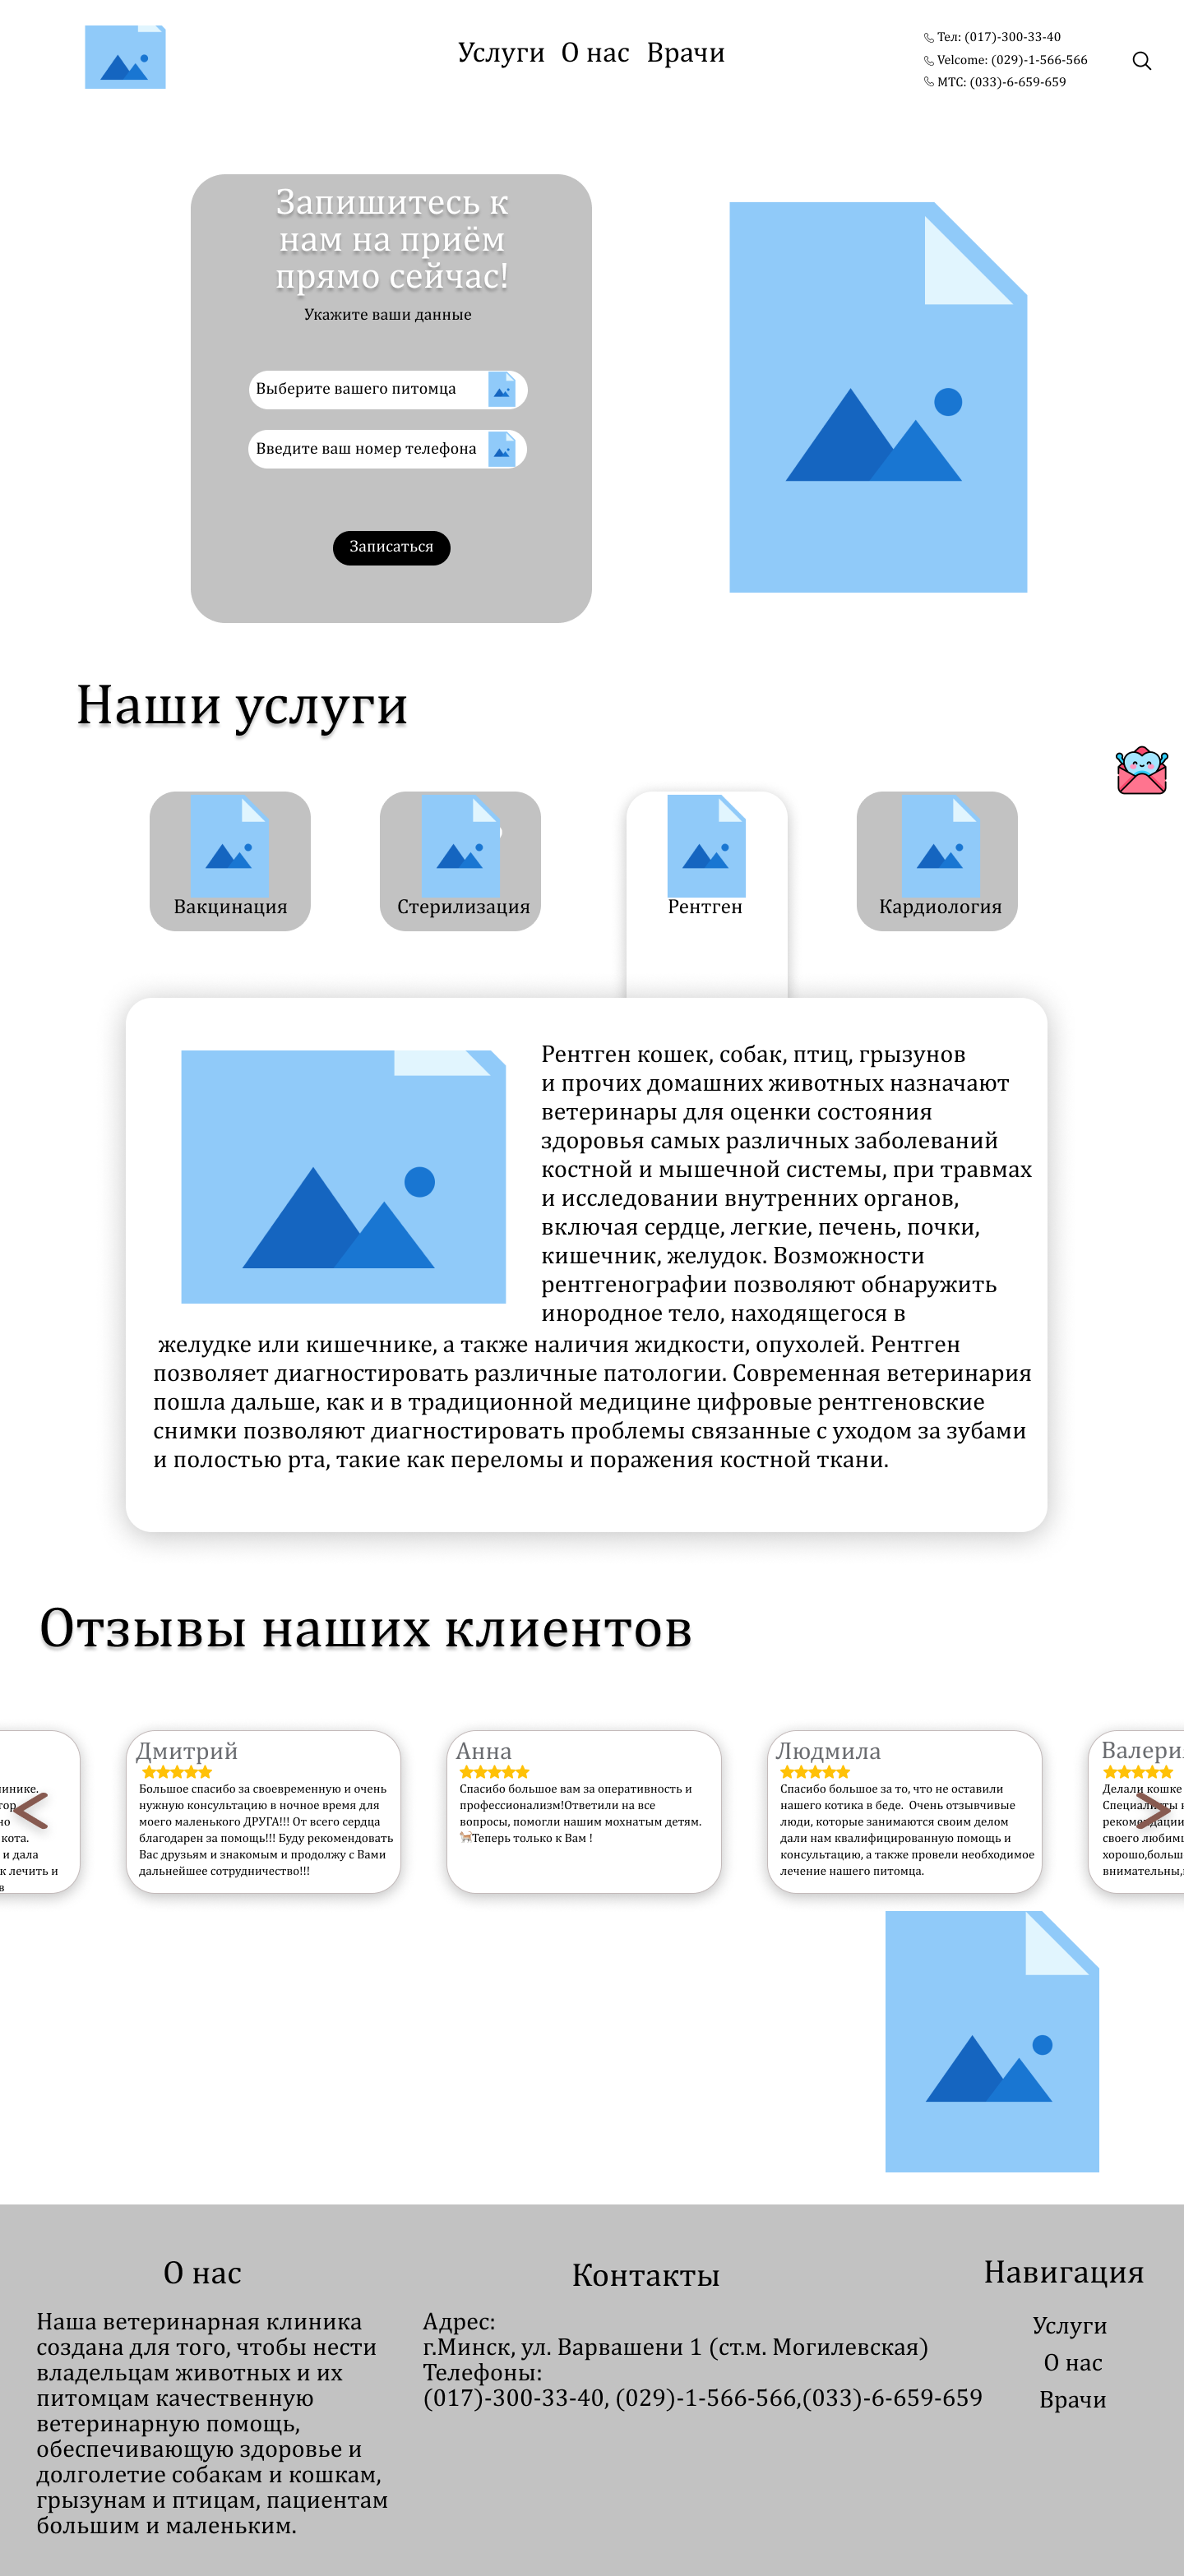 Услуги О нас Врачи
Тел: (017)-300-33-40
Velcome: (029)-1-566-566
МТС: (033)-6-659-659
Запишитесь к
нам на приём
прямо сейчас!
Укажите ваши данные
Выберите вашего питомца
Введите ваш номер телефона
Записаться
Наши услуги
Вакцинация
Стерилизация
Рентген
Кардиология
Рентген кошек, собак, птиц, грызунов
и прочих домашних животных назначают
ветеринары для оценки состояния
здоровья самых различных заболеваний
костной и мышечной системы, при травмах
и исследовании внутренних органов,
включая сердце, легкие, печень, почки,
кишечник, желудок. Возможности
рентгенографии позволяют обнаружить
инородное тело, находящегося в
желудке или кишечнике, а также наличия жидкости, опухолей. Рентген
позволяет диагностировать различные патологии. Современная ветеринария
пошла дальше, как и в традиционной медицине цифровые рентгеновские
снимки позволяют диагностировать проблемы связанные с уходом за зубами
и полостью рта, такие как переломы и поражения костной ткани.
Отзывы наших клиентов
кота.
и дала
лечить и
в
<
Дмитрий
Большое спасибо за своевременную и очень
нужную консультацию в ночное время для
моего маленького ДРУГА!!! От всего сердца
благодарен за помощь!!! Буду рекомендовать
Вас друзьям и знакомым и продолжу с Вами
дальнейшее сотрудничество!!!
Анна
Спасибо большое вам за оперативность и
профессионализм!Ответили на все
вопросы, помогли нашим мохнатым детям.
Теперь только к Вам !
Людмила
Спасибо большое за то, что не оставили
нашего котика в беде. Очень отзывчивые
люди, которые занимаются своим делом
дали нам квалифицированную помощь и
консультацию, а также провели необходимое
лечение нашего питомца.
Делали кошке
Специалисты
своего
хорошо,больш
внимательны,
>
О нас
Наша ветеринарная клиника
создана для того, чтобы нести
владельцам животных и их
питомцам качественную
ветеринарную помощь,
обеспечивающую здоровье и
долголетие собакам и кошкам,
грызунам и птицам, пациентам
большим и маленьким.
Контакты
Адрес:
г.Минск, ул. Варвашени 1 (ст.м. Могилевская)
Телефоны:
(017)-300-33-40, (029)-1-566-566,(033)-6-659-659
Навигация
Услуги
О нас
Врачи